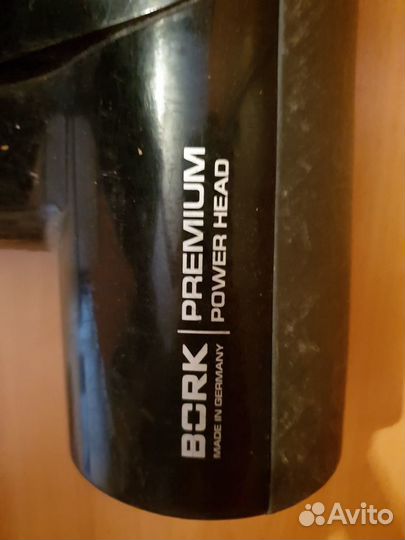 BORK | PREMIUM
MADE IN GERMANY | POWER HEAD
Avito